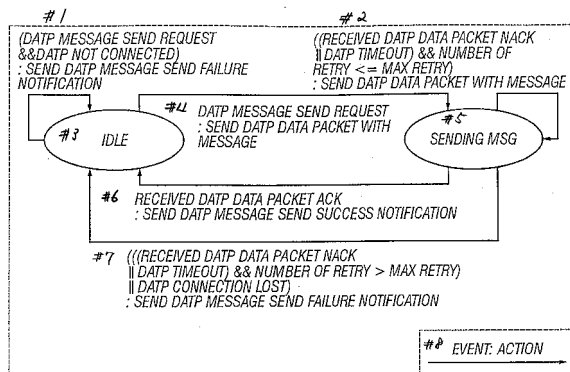 #1
#2
(DATP MESSAGE SEND REQUEST
&&DATP NOT CONNECTED)
: SEND DATP MESSAGE SEND FAILURE
NOTIFICATION
((RECEIVED DATP DATA PACKET NACK
|| DATP TIMEOUT) && NUMBER OF
RETRY <= MAX RETRY)
: SEND DATP DATA PACKET WITH MESSAGE
#3 IDLE
#4 DATP MESSAGE SEND REQUEST
: SEND DATP DATA PACKET WITH
MESSAGE
#5
SENDING MSG
#6 RECEIVED DATP DATA PACKET ACK
: SEND DATP MESSAGE SEND SUCCESS NOTIFICATION
#7 (((RECEIVED DATP DATA PACKET NACK
|| DATP TIMEOUT) && NUMBER OF RETRY > MAX RETRY)
|| DATP CONNECTION LOST)
: SEND DATP MESSAGE SEND FAILURE NOTIFICATION
#8 EVENT: ACTION